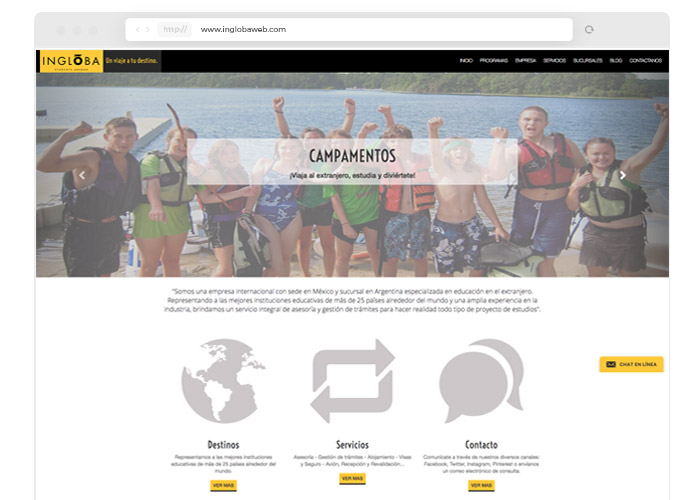 http:// www.inglobaweb.com
INGLOBA Un viaje a tu destino.
STUDENTS ABROAD
INICIO PROGRAMAS EMPRESA SERVICIOS SUCURSALES BLOG CONTACTANOS
CAMPAMENTOS
¡Viaja al extranjero, estudia y diviértete!
"Somos una empresa internacional con sede en México y sucursal en Argentina especializada en educación en el extranjero.
Representando a las mejores instituciones educativas de más de 25 países alrededor del mundo y una amplia experiencia en la
industria, brindamos un servicio integral de asesoría y gestión de trámites para hacer realidad todo tipo de proyecto de estudios".
CHAT EN LÍNEA
Destinos
Representamos a las mejores instituciones
educativas de más de 25 países alrededor del
mundo.
VER MAS
Servicios
Asesoría - Gestión de trámites - Alojamiento - Visas
y Seguro - Avión, Recepción y Revalidación...
VER MAS
Contacto
Comunícate a través de nuestros diversos canales:
Facebook, Twitter, Instagram, Pinterest o envíanos
un correo electrónico de consulta.
VER MAS